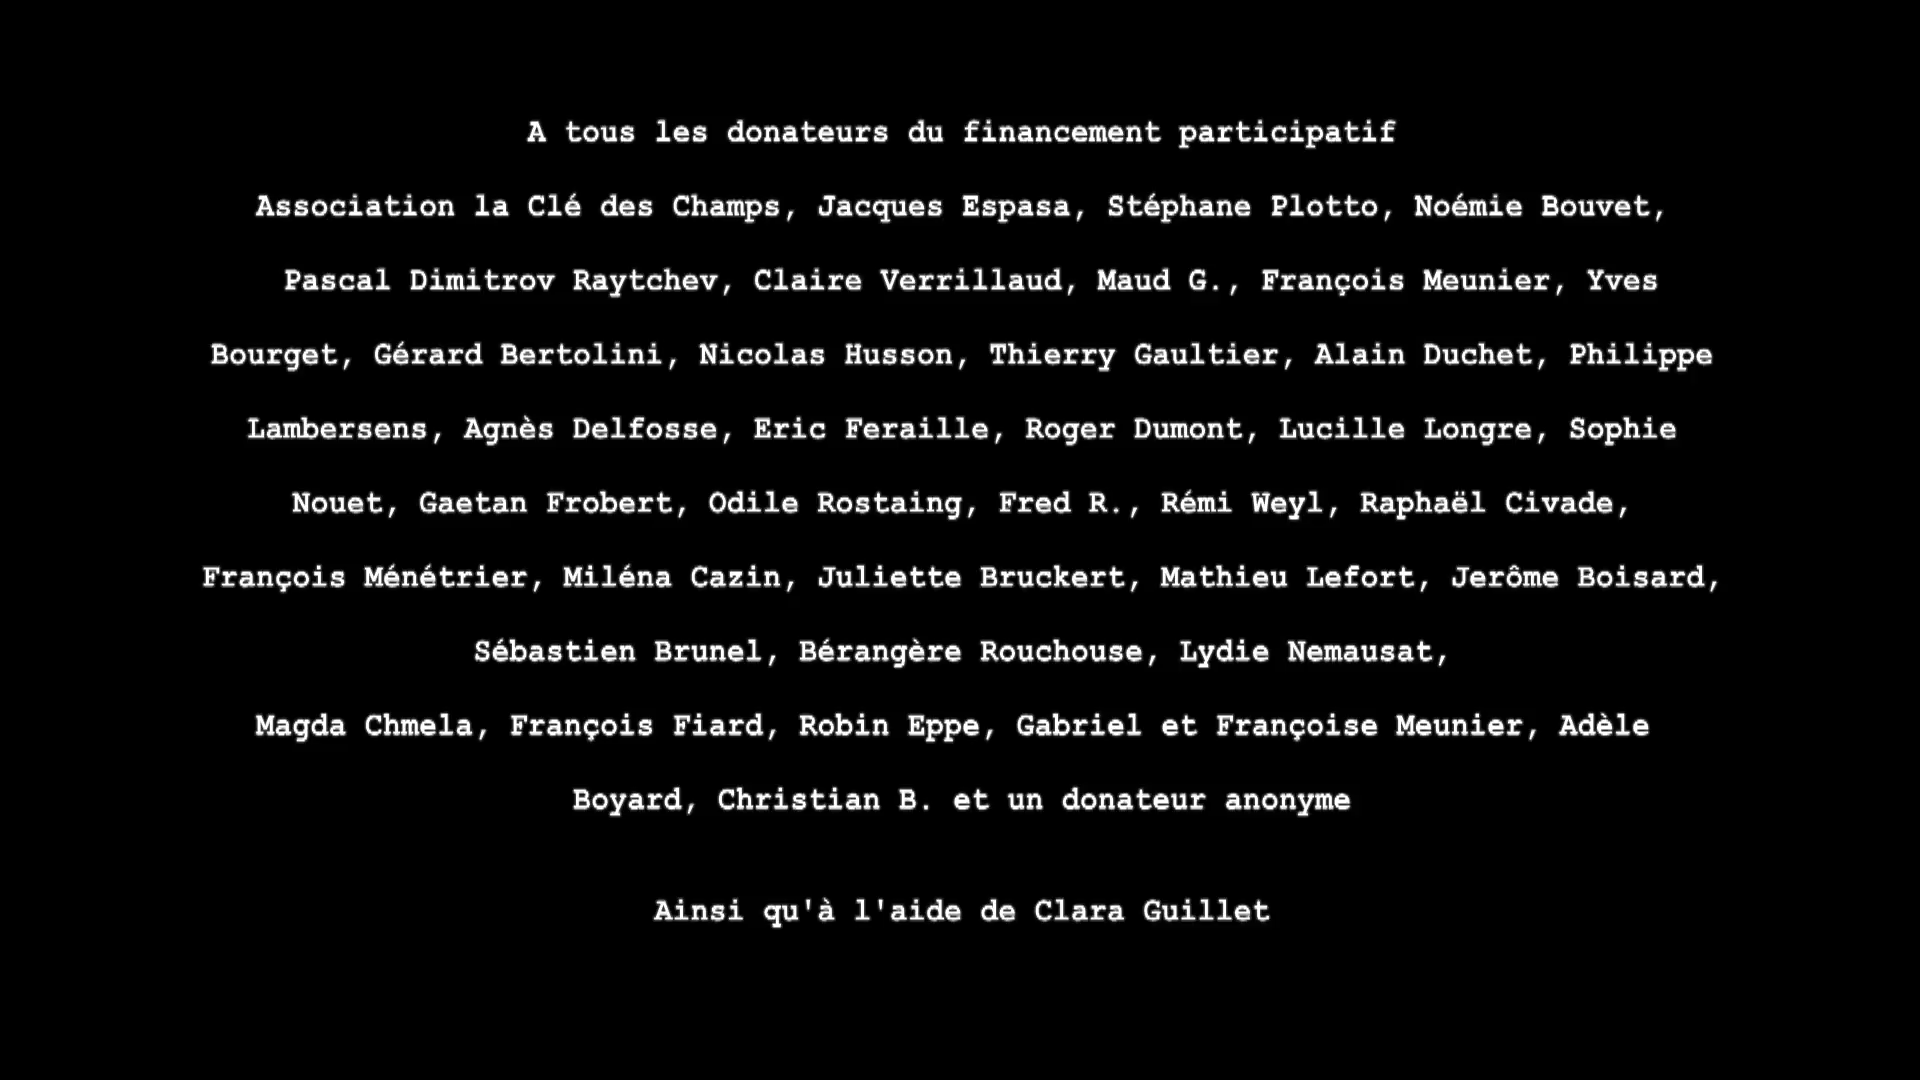 A tous les donateurs du financement participatif
Association la Clé des Champs, Jacques Espasa, Stéphane Plotto, Noémie Bouvet,
Pascal Dimitrov Raytchev, Claire Verrillaud, Maud G., François Meunier, Yves
Bourget, Gérard Bertolini, Nicolas Husson, Thierry Gaultier, Alain Duchet, Philippe
Lambersens, Agnès Delfosse, Eric Feraille, Roger Dumont, Lucille Longre, Sophie
Nouet, Gaetan Frobert, Odile Rostaing, Fred R., Rémi Weyl, Raphaël Civade,
François Ménétrier, Miléna Cazin, Juliette Bruckert, Mathieu Lefort, Jerôme Boisard,
Sébastien Brunel, Bérangère Rouchouse, Lydie Nemausat,
Magda Chmela, François Fiard, Robin Eppe, Gabriel et Françoise Meunier, Adèle
Boyard, Christian B. et un donateur anonyme
Ainsi qu'à l'aide de Clara Guillet